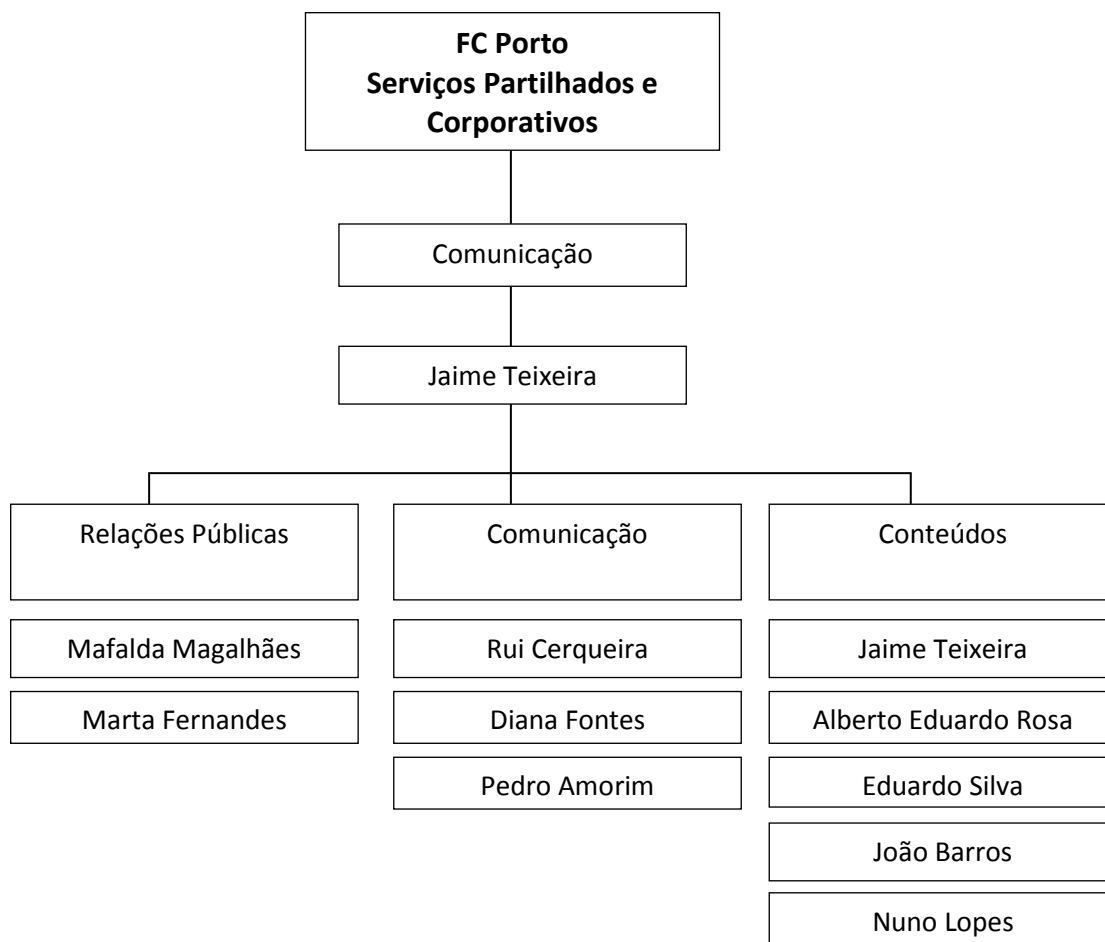 FC Porto
Serviços Partilhados e
Corporativos
Comunicação
Jaime Teixeira
Relações Públicas
Mafalda Magalhães
Marta Fernandes
Comunicação
Rui Cerqueira
Diana Fontes
Pedro Amorim
Conteúdos
Jaime Teixeira
Alberto Eduardo Rosa
Eduardo Silva
João Barros
Nuno Lopes